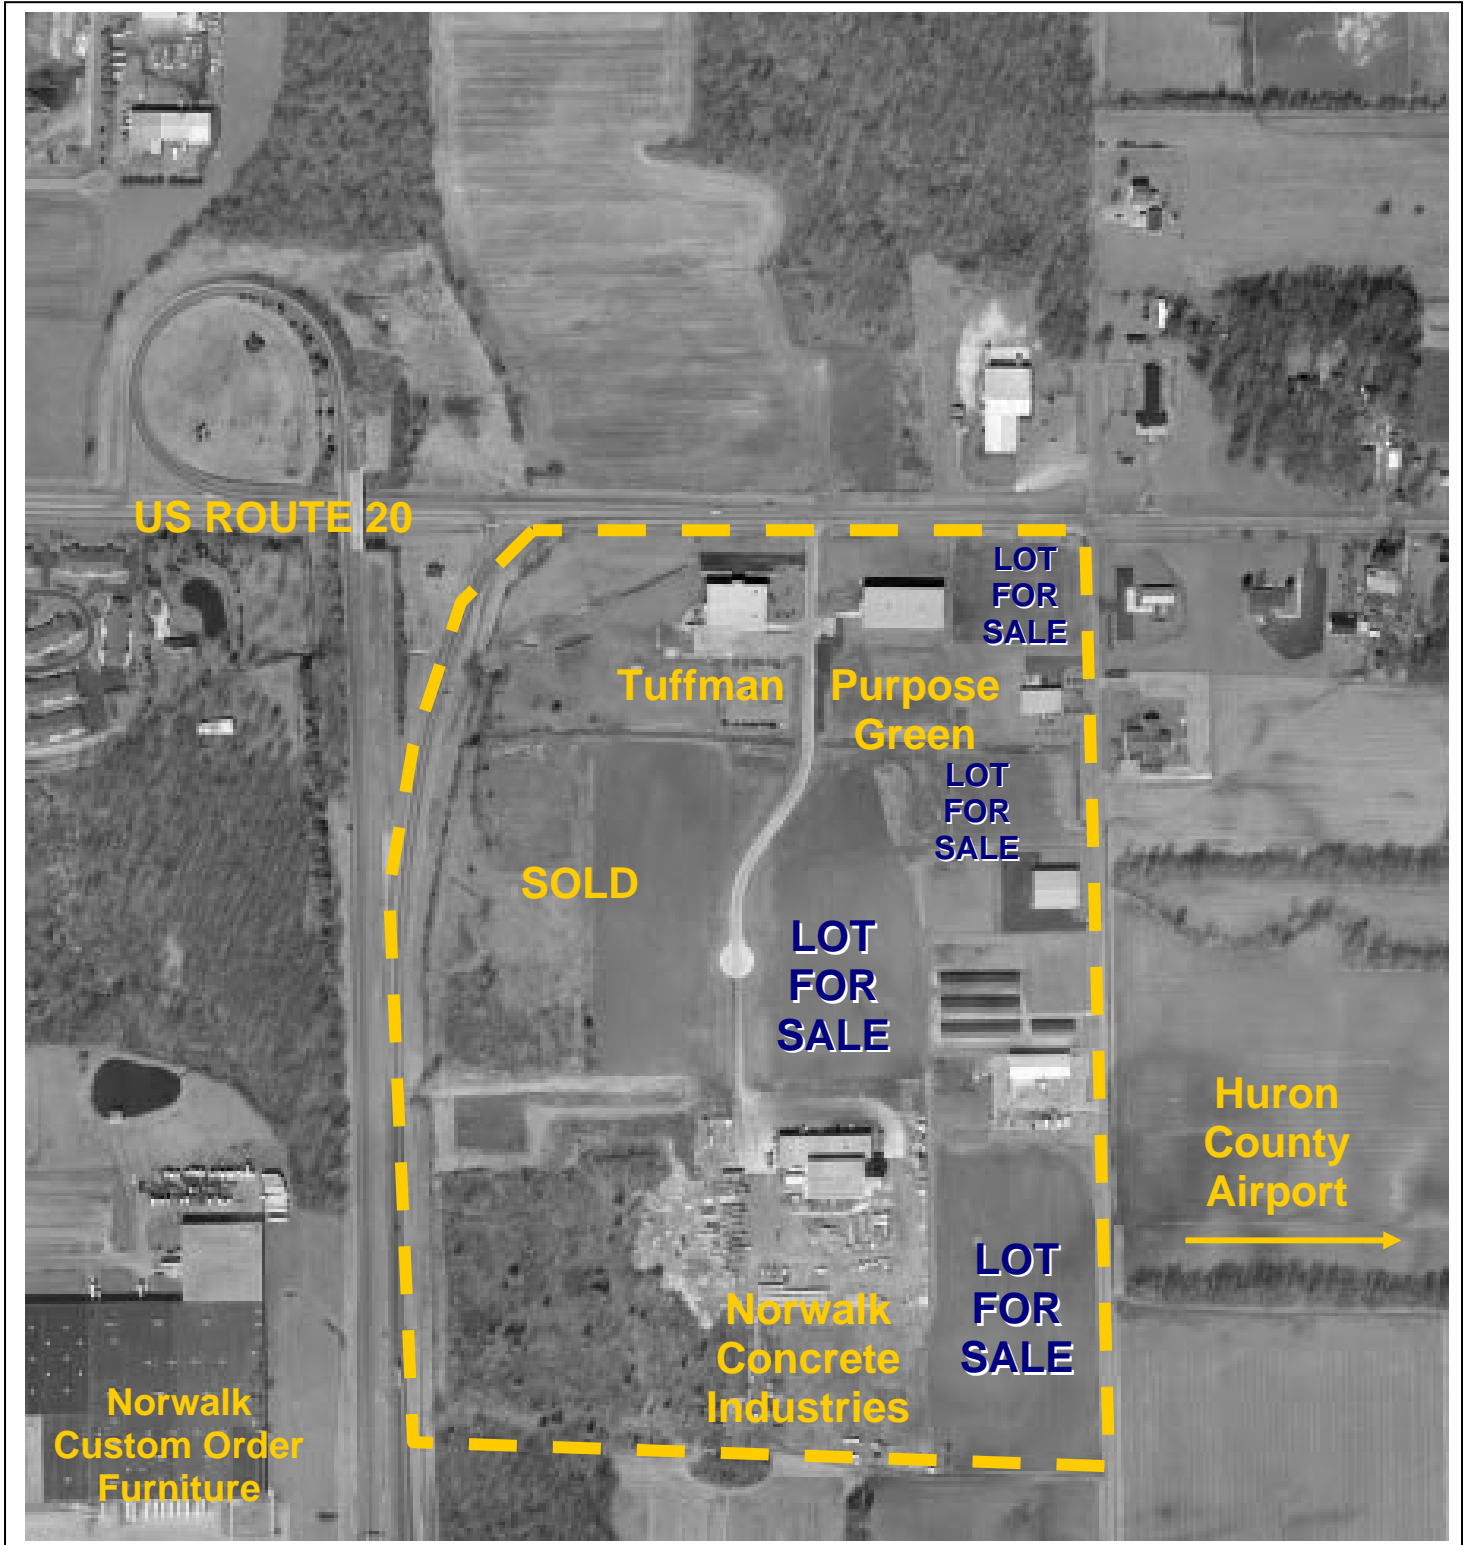 US ROUTE 20
LOT
FOR
SALE
Tuffman
Purpose
Green
LOT
FOR
SALE
SOLD
LOT
FOR
SALE
Huron
County
Airport
LOT
FOR
SALE
Norwalk
Concrete
Industries
Norwalk
Custom Order
Furniture